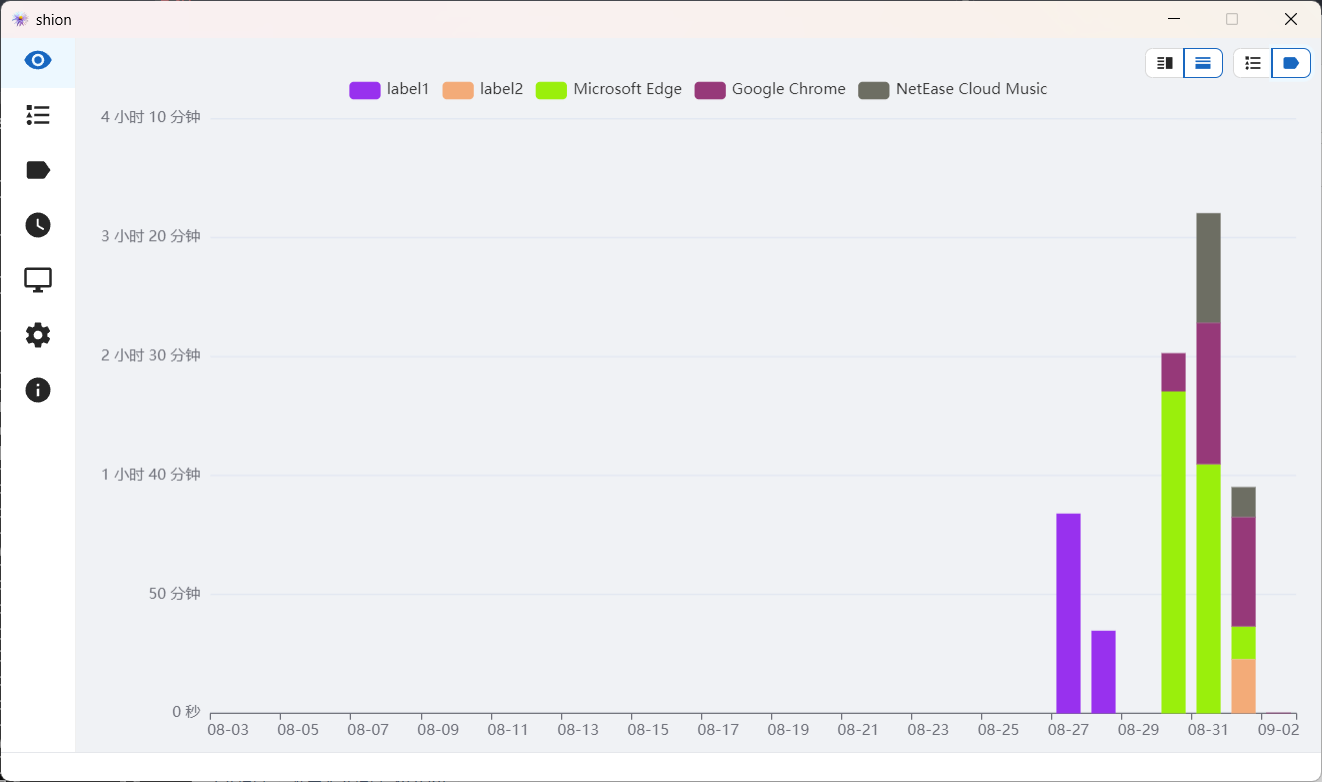 shion
label1 label2 Microsoft Edge Google Chrome NetEase Cloud Music
4 小时 10 分钟
3 小时 20 分钟
2 小时 30 分钟
1 小时 40 分钟
50 分钟
0 秒
08-03 08-05 08-07 08-09 08-11 08-13 08-15 08-17 08-19 08-21 08-23 08-25 08-27 08-29 08-31 09-02